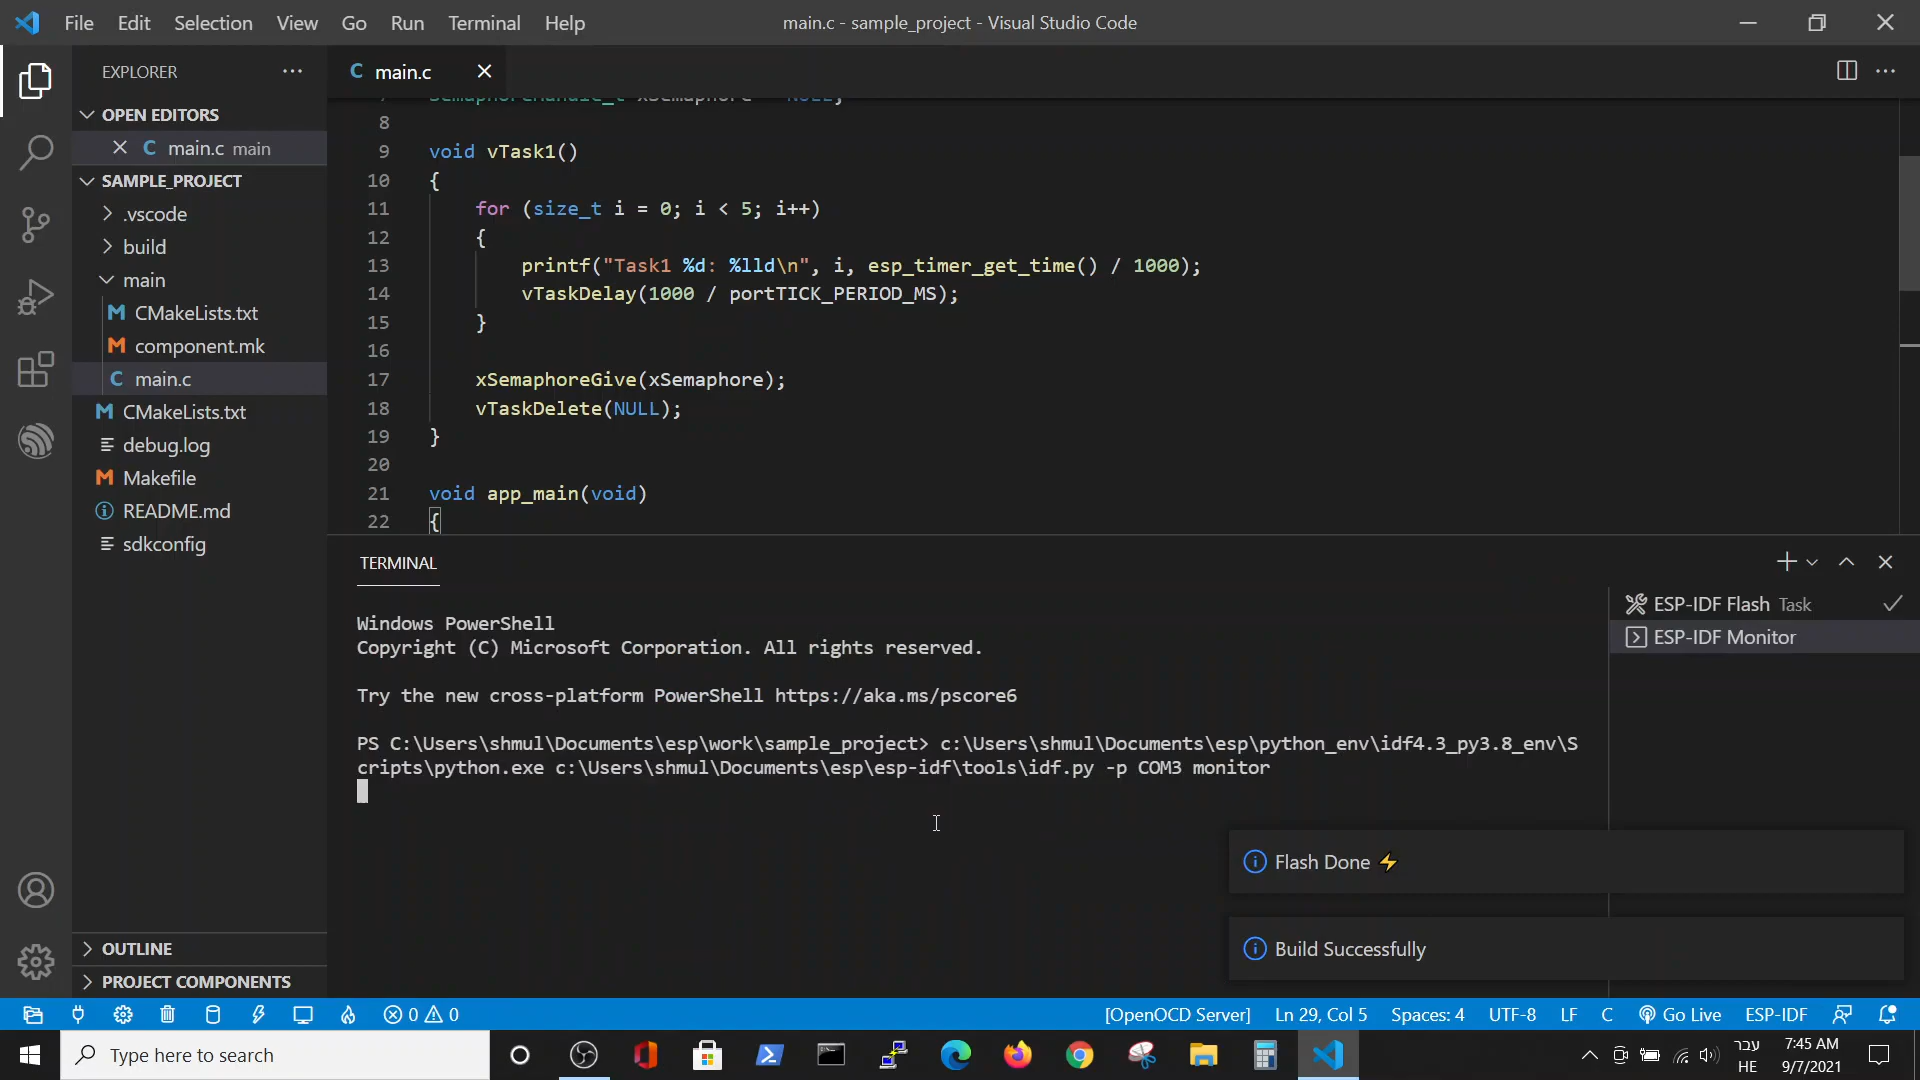 File Edit Selection View Go Run Terminal Help
main.c - sample_project - Visual Studio Code
EXPLORER
OPEN EDITORS
main.c main
SAMPLE_PROJECT
.vscode
build
main
CMakeLists.txt
component.mk
main.c
CMakeLists.txt
debug.log
Makefile
README.md
sdkconfig
OUTLINE
PROJECT COMPONENTS
main.c
7 SemaphoreHandle_t xSemaphore = NULL;
8
9 void vTask1()
10 {
11 for (size_t i = 0; i < 5; i++)
12 {
13 printf("Task1 %d: %lld\n", i, esp_timer_get_time() / 1000);
14 vTaskDelay(1000 / portTICK_PERIOD_MS);
15 }
16
17 xSemaphoreGive(xSemaphore);
18 vTaskDelete(NULL);
19 }
20
21 void app_main(void)
22 {
TERMINAL
Windows PowerShell
Copyright (C) Microsoft Corporation. All rights reserved.
Try the new cross-platform PowerShell https://aka.ms/pscore6
PS C:\Users\shmul\Documents\esp\work\sample_project> c:\Users\shmul\Documents\esp\python_env\idf4.3_py3.8_env\S
cripts\python.exe c:\Users\shmul\Documents\esp\esp-idf\tools\idf.py -p COM3 monitor
ESP-IDF Flash Task
ESP-IDF Monitor
Flash Done
Build Successfully
0 0
[OpenOCD Server] Ln 29, Col 5 Spaces: 4 UTF-8 LF C Go Live ESP-IDF
Type here to search
עבר
HE
7:45 AM
9/7/2021